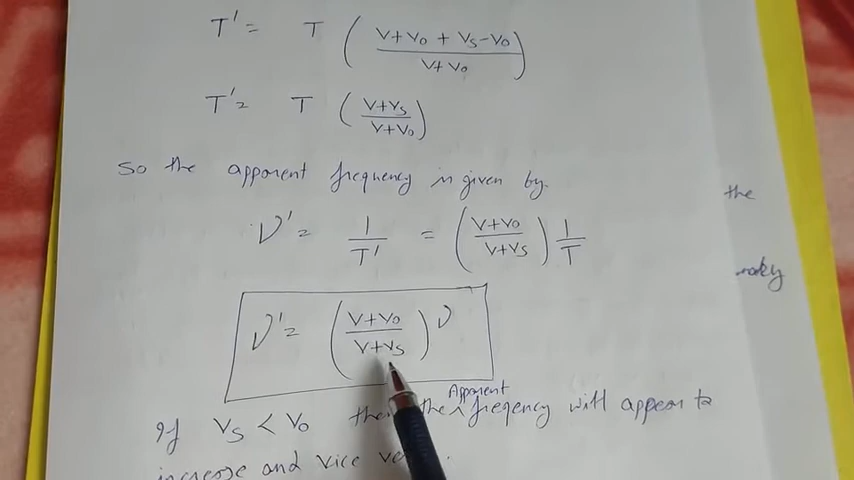 T' = T ( V+V₀ + Vs-V₀ / V+V₀ )
T' = T ( V+Vs / V+V₀ )
So the apparent frequency is given by.
the
ν' = 1/T' = ( V+V₀ / V+Vs ) 1/T
ν' = ( V+V₀ / V+Vs ) ν
Apparent
If Vs < V₀ then the ^ freqency will appear to
increase and vice